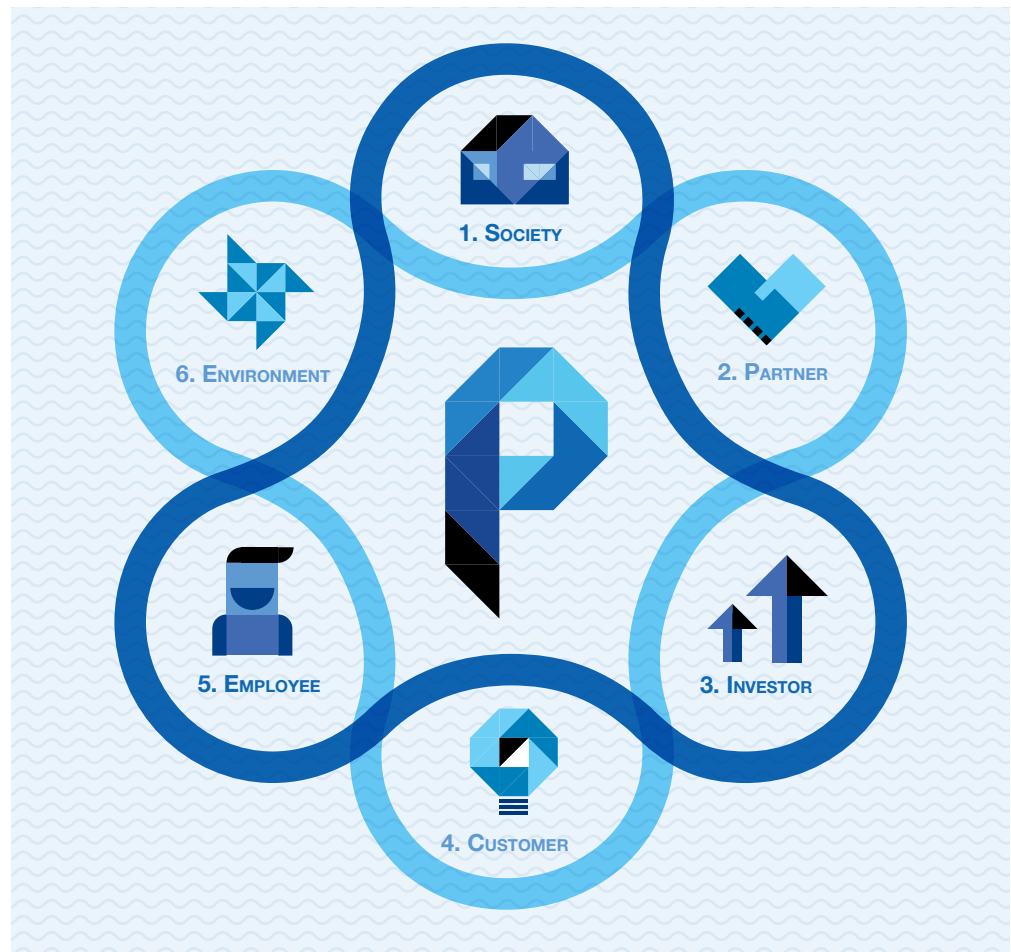 1. Society
2. Partner
3. Investor
4. Customer
5. Employee
6. Environment